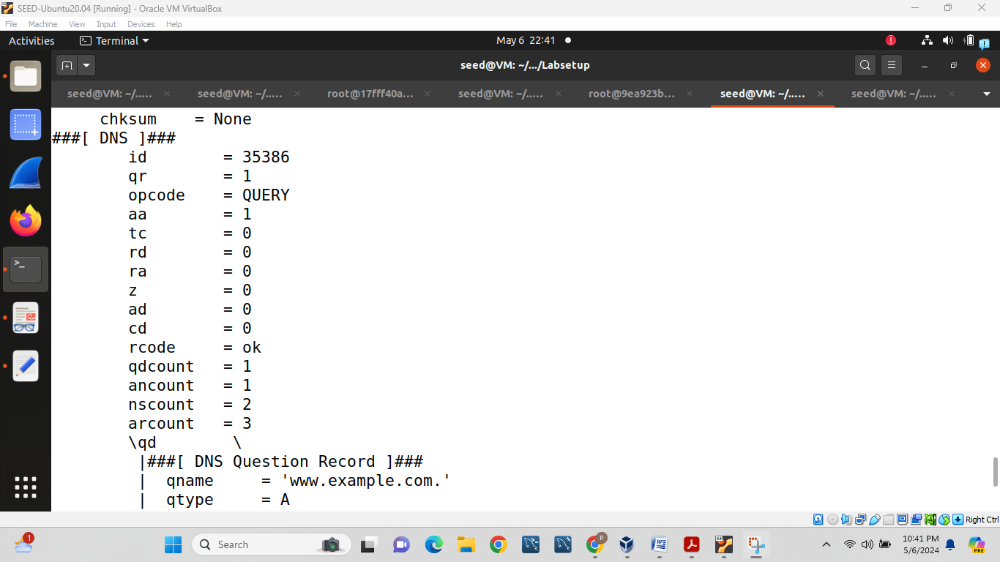 SEED-Ubuntu20.04 [Running] - Oracle VM VirtualBox
File Machine View Input Devices Help
Activities Terminal May 6 22:41
seed@VM: ~/.../Labsetup
seed@VM: ~/..... seed@VM: ~/..... root@17fff40a... seed@VM: ~/..... root@9ea923b... seed@VM: ~/..... seed@VM: ~/.....
chksum = None
###[ DNS ]###
id = 35386
qr = 1
opcode = QUERY
aa = 1
tc = 0
rd = 0
ra = 0
z = 0
ad = 0
cd = 0
rcode = ok
qdcount = 1
ancount = 1
nscount = 2
arcount = 3
\qd \
|###[ DNS Question Record ]###
| qname = 'www.example.com.'
| qtype = A
Right Ctrl
1 Search P 64 PRE 10:41 PM
5/6/2024